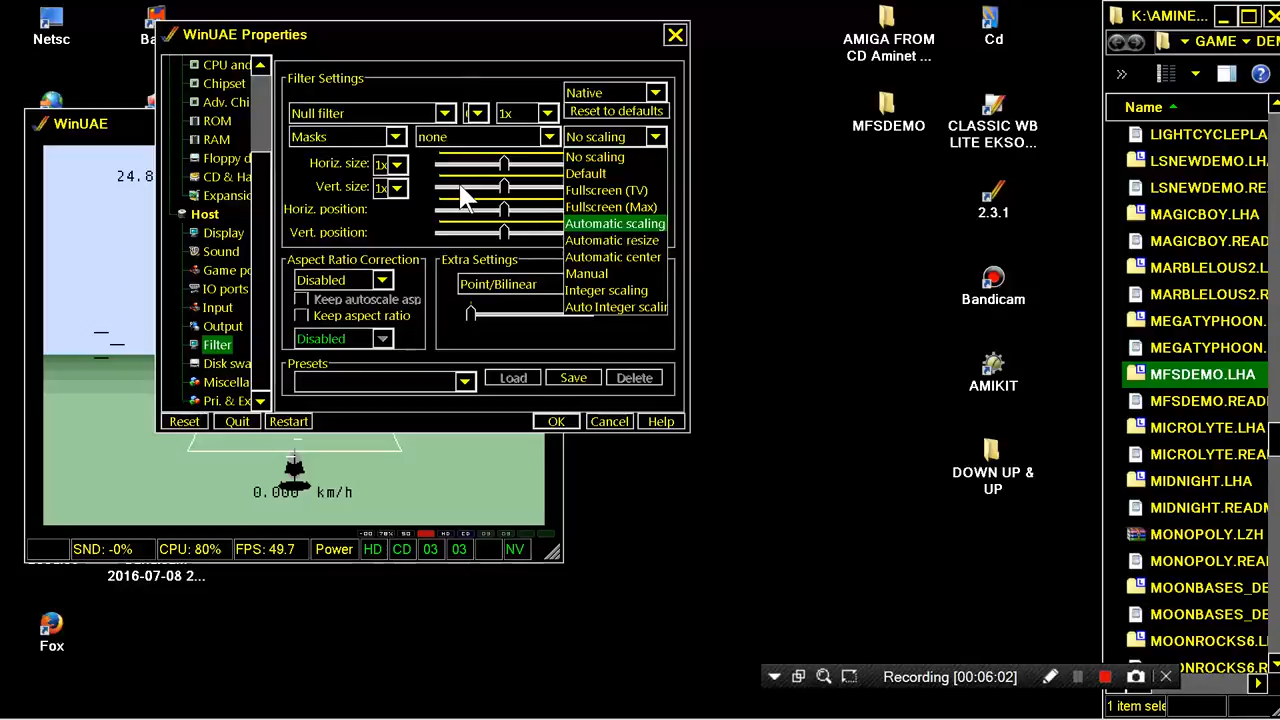 Netsc
Ba
WinUAE Properties
AMIGA FROM
CD Aminet ...
Cd
K:\AMINE...
GAME
DEM
CPU and
Chipset
Adv. Chi
ROM
RAM
Floppy d
CD & Ha
Expansio
Host
Display
Sound
Game po
IO ports
Input
Output
Filter
Disk swa
Miscella
Pri. & Ex
Filter Settings
Native
Null filter
1x
Reset to defaults
Masks
none
No scaling
Horiz. size:
1x
Vert. size:
1x
Horiz. position:
Vert. position:
No scaling
Default
Fullscreen (TV)
Fullscreen (Max)
Automatic scaling
Automatic resize
Automatic center
Manual
Integer scaling
Auto Integer scalin
Aspect Ratio Correction
Disabled
Keep autoscale asp
Keep aspect ratio
Disabled
Extra Settings
Point/Bilinear
Presets
Load
Save
Delete
Reset
Quit
Restart
OK
Cancel
Help
WinUAE
24.8
0.000 km/h
SND: -0%
CPU: 80%
FPS: 49.7
Power
HD
CD
03
03
NV
2016-07-08 2...
Fox
MFSDEMO
CLASSIC WB
LITE EKSO...
2.3.1
Bandicam
AMIKIT
DOWN UP &
UP
Name
LIGHTCYCLEPLA
LSNEWDEMO.LH
LSNEWDEMO.RE
MAGICBOY.LHA
MAGICBOY.READ
MARBLELOUS2.L
MARBLELOUS2.R
MEGATYPHOON.
MEGATYPHOON.
MFSDEMO.LHA
MFSDEMO.READ
MICROLYTE.LHA
MICROLYTE.REA
MIDNIGHT.LHA
MIDNIGHT.READM
MONOPOLY.LZH
MONOPOLY.REA
MOONBASES_DE
MOONBASES_DE
MOONROCKS6.L
ONROCKS6.R
Recording [00:06:02]
1 item sele